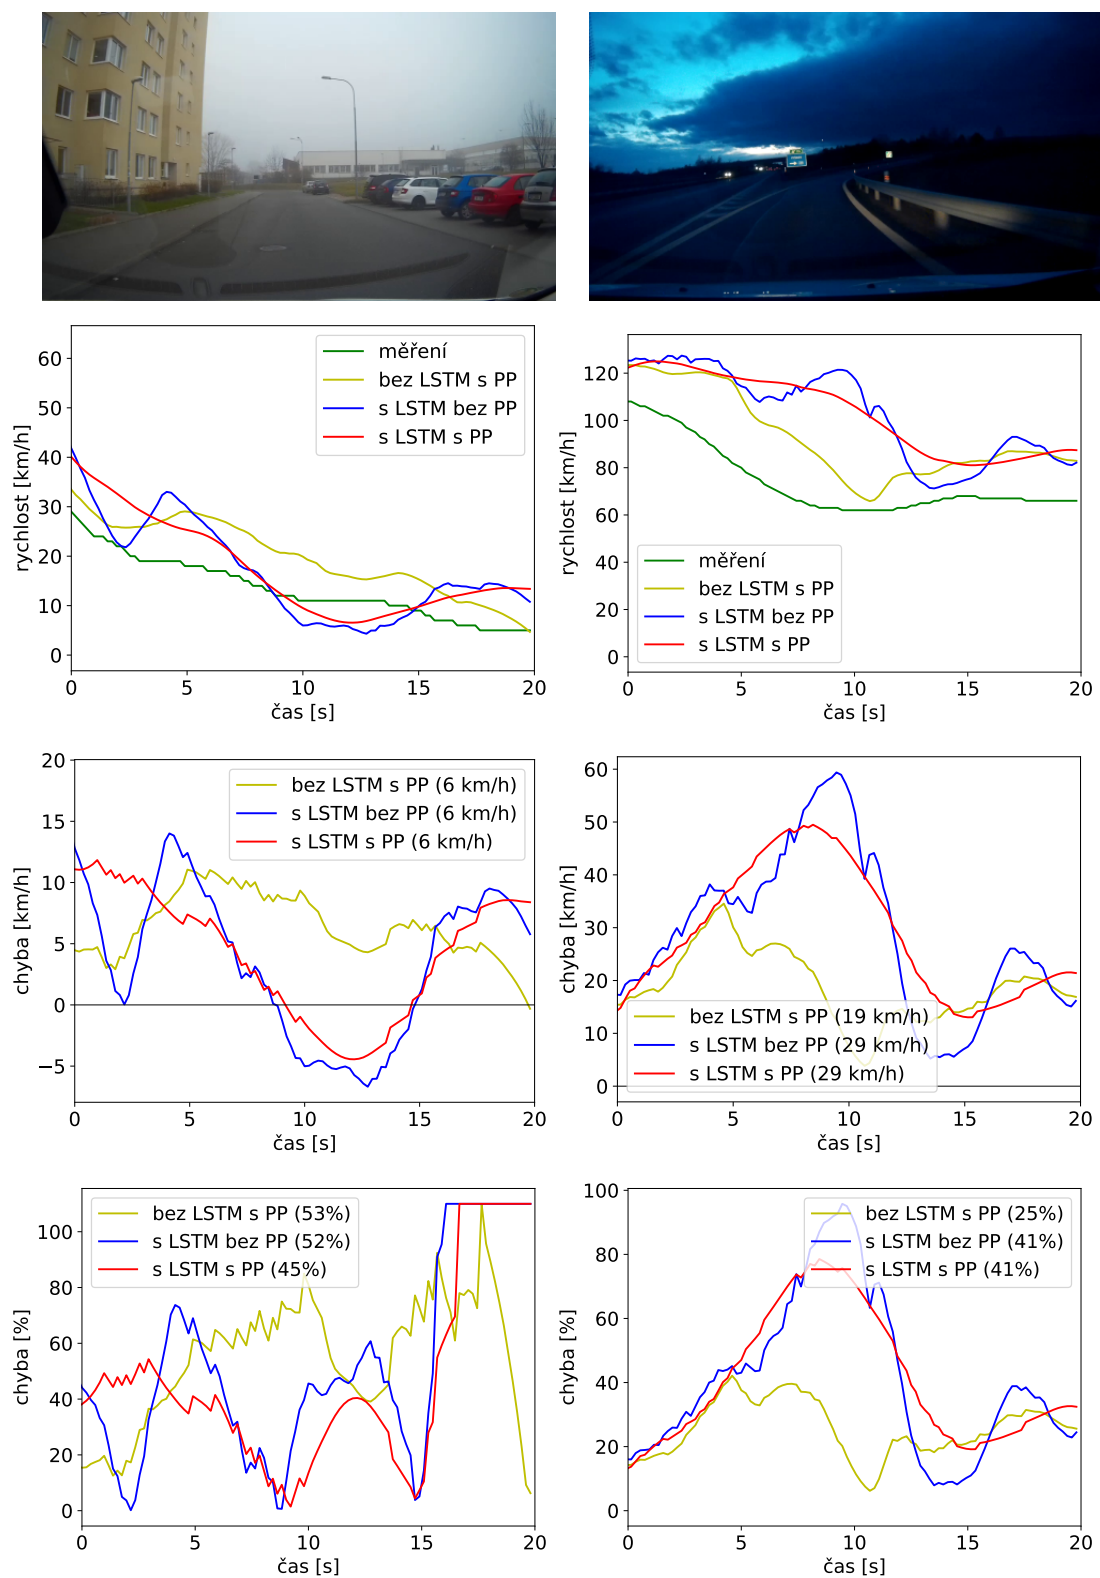 měření
bez LSTM s PP
s LSTM bez PP
s LSTM s PP
rychlost [km/h]
60
50
40
30
20
10
0
0 5 10 15 20
čas [s]
měření
bez LSTM s PP
s LSTM bez PP
s LSTM s PP
rychlost [km/h]
120
100
80
60
40
20
0
0 5 10 15 20
čas [s]
bez LSTM s PP (6 km/h)
s LSTM bez PP (6 km/h)
s LSTM s PP (6 km/h)
chyba [km/h]
20
15
10
5
0
−5
0 5 10 15 20
čas [s]
bez LSTM s PP (19 km/h)
s LSTM bez PP (29 km/h)
s LSTM s PP (29 km/h)
chyba [km/h]
60
50
40
30
20
10
0
0 5 10 15 20
čas [s]
bez LSTM s PP (53%)
s LSTM bez PP (52%)
s LSTM s PP (45%)
chyba [%]
100
80
60
40
20
0
0 5 10 15 20
čas [s]
bez LSTM s PP (25%)
s LSTM bez PP (41%)
s LSTM s PP (41%)
chyba [%]
100
80
60
40
20
0
0 5 10 15 20
čas [s]